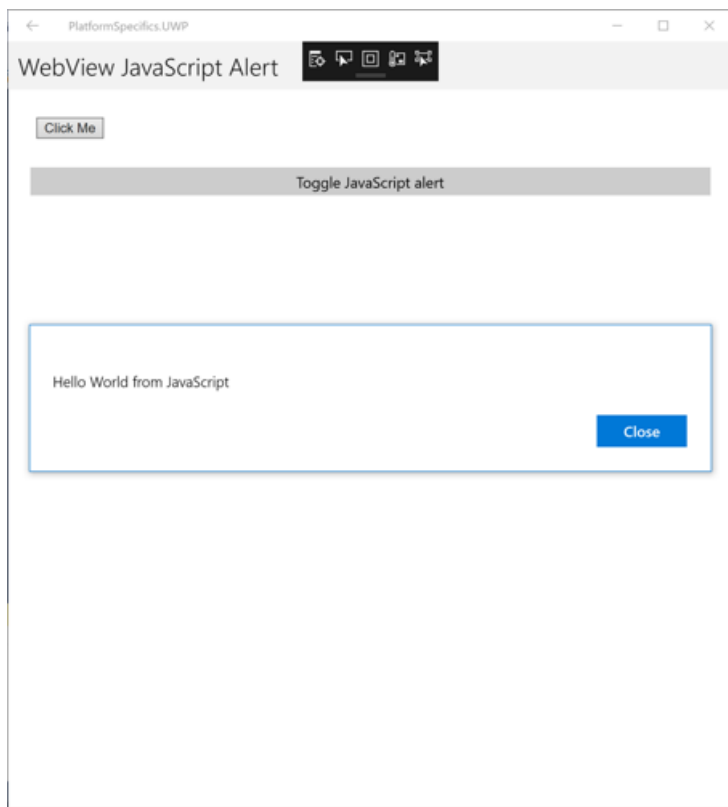 PlatformSpecifics.UWP
WebView JavaScript Alert
Click Me
Toggle JavaScript alert
Hello World from JavaScript
Close